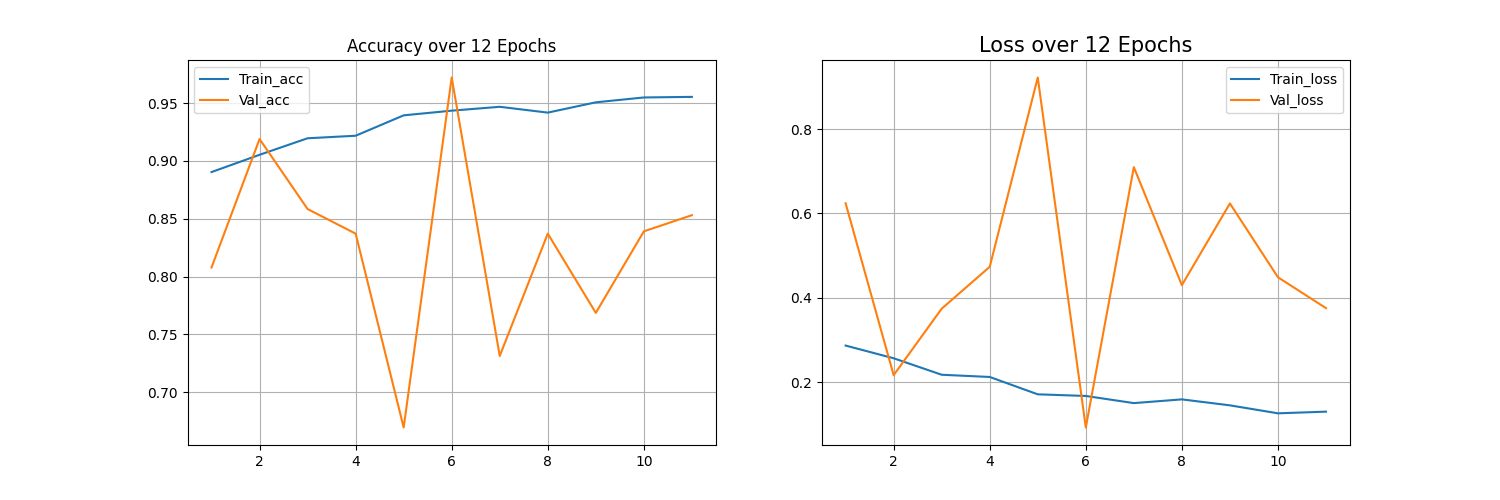 Accuracy over 12 Epochs
Train_acc
Val_acc
0.95
0.90
0.85
0.80
0.75
0.70
2 4 6 8 10
Loss over 12 Epochs
Train_loss
Val_loss
0.8
0.6
0.4
0.2
2 4 6 8 10